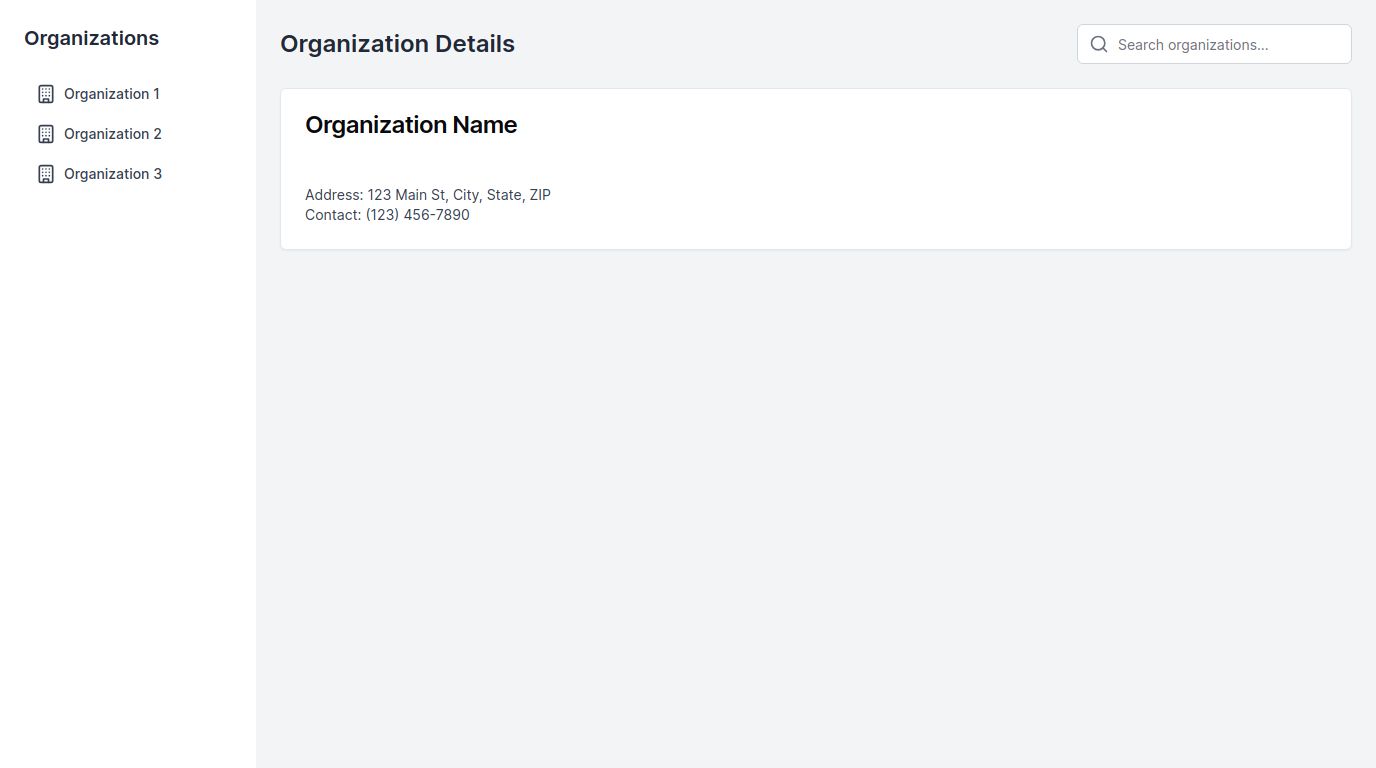 Organizations
Organization 1
Organization 2
Organization 3
Organization Details
Search organizations...
Organization Name
Address: 123 Main St, City, State, ZIP
Contact: (123) 456-7890